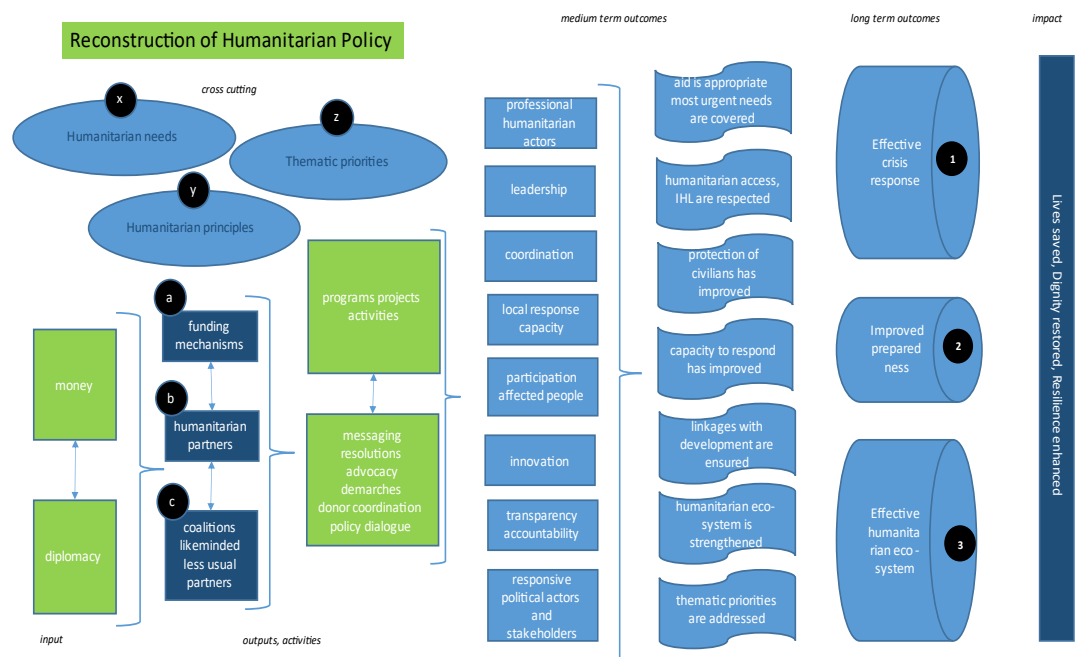 medium term outcomes
long term outcomes
impact
Reconstruction of Humanitarian Policy
cross cutting
x
Humanitarian needs
z
Thematic priorities
y
Humanitarian principles
money
diplomacy
input
a
funding
mechanisms
b
humanitarian
partners
c
coalitions
likeminded
less usual
partners
outputs, activities
programs projects
activities
messaging
resolutions
advocacy
demarches
donor coordination
policy dialogue
professional
humanitarian
actors
leadership
coordination
local response
capacity
participation
affected people
innovation
transparency
accountability
responsive
political actors
and
stakeholders
aid is appropriate
most urgent needs
are covered
humanitarian access,
IHL are respected
protection of
civilians has
improved
capacity to respond
has improved
linkages with
development are
ensured
humanitarian eco-
system is
strengthened
thematic priorities
are addressed
Effective
crisis
response
1
Improved
prepared
ness
2
Effective
humanita
rian eco -
system
3
Lives saved, Dignity restored, Resilience enhanced